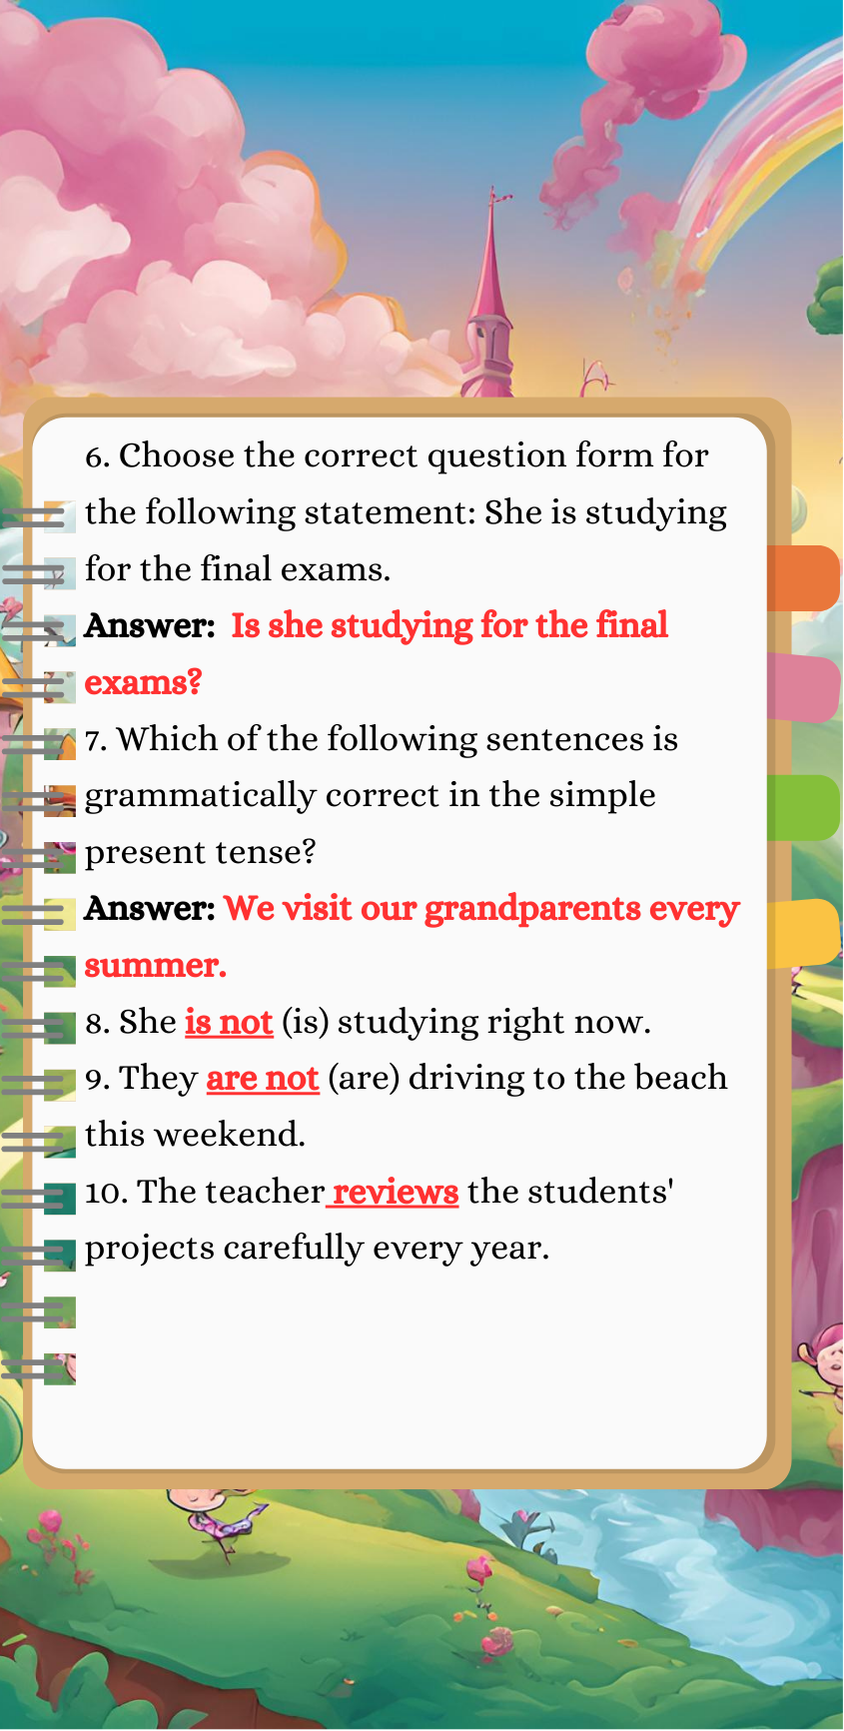 6. Choose the correct question form for
the following statement: She is studying
for the final exams.
Answer: Is she studying for the final
exams?
7. Which of the following sentences is
grammatically correct in the simple
present tense?
Answer: We visit our grandparents every
summer.
8. She is not (is) studying right now.
9. They are not (are) driving to the beach
this weekend.
10. The teacher reviews the students'
projects carefully every year.